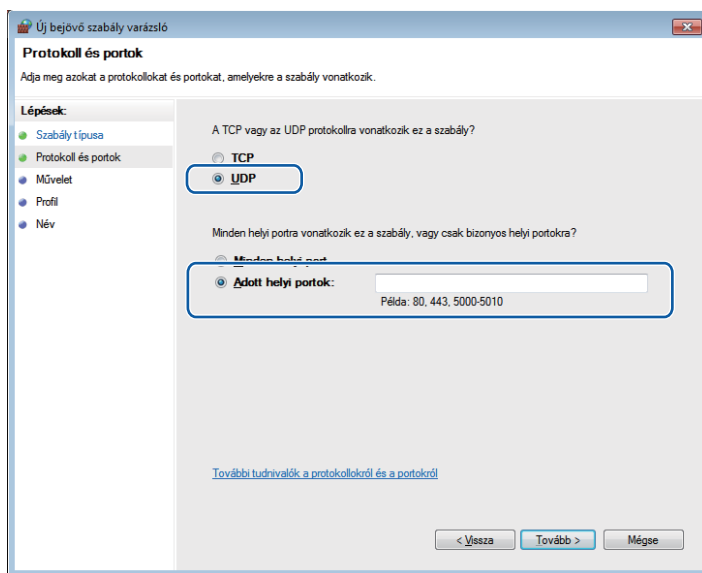 Új bejövő szabály varázsló
Protokoll és portok
Adja meg azokat a protokollokat és portokat, amelyekre a szabály vonatkozik.
Lépések:
Szabály típusa
Protokoll és portok
Művelet
Profil
Név
A TCP vagy az UDP protokollra vonatkozik ez a szabály?
TCP
UDP
Minden helyi portra vonatkozik ez a szabály, vagy csak bizonyos helyi portokra?
Minden helyi port
Adott helyi portok:
Példa: 80, 443, 5000-5010
További tudnivalók a protokollokról és a portokról
< Vissza
Tovább >
Mégse